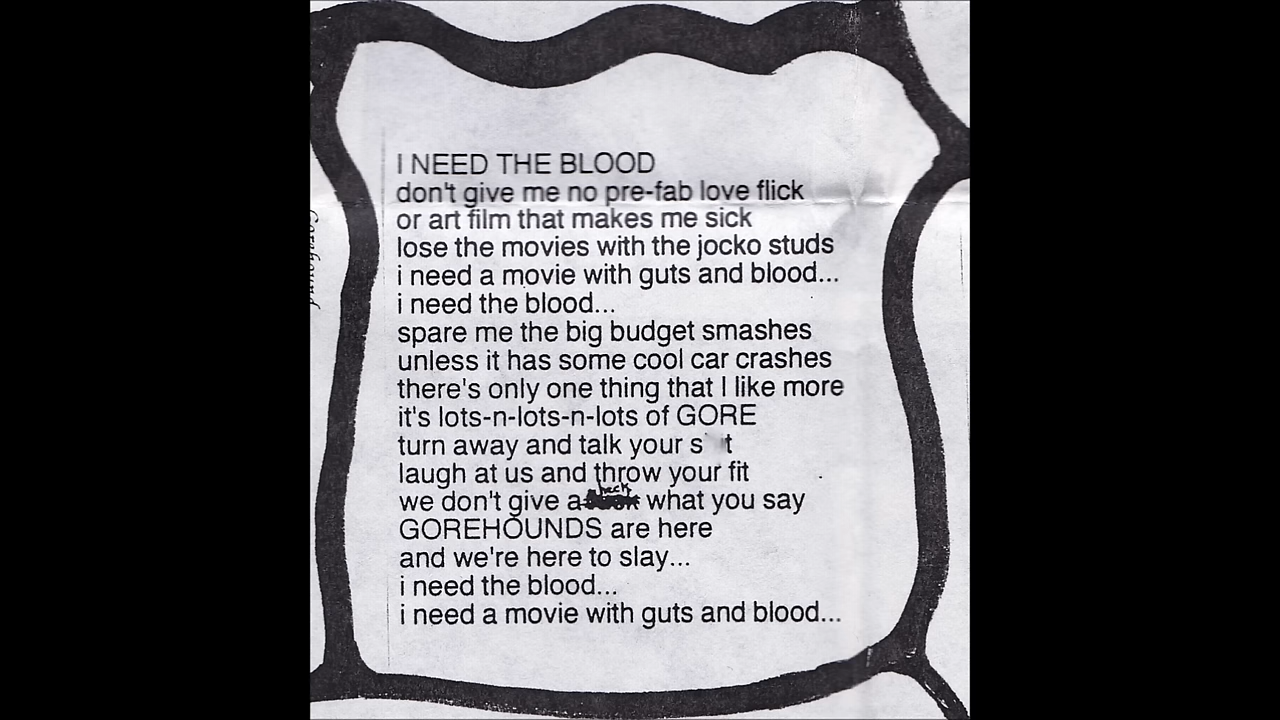 I NEED THE BLOOD
don't give me no pre-fab love flick
or art film that makes me sick
lose the movies with the jocko studs
i need a movie with guts and blood...
i need the blood...
spare me the big budget smashes
unless it has some cool car crashes
there's only one thing that I like more
it's lots-n-lots-n-lots of GORE
turn away and talk your s t
laugh at us and throw your fit
we don't give a heck what you say
GOREHOUNDS are here
and we're here to slay...
i need the blood...
i need a movie with guts and blood...
Gorehound